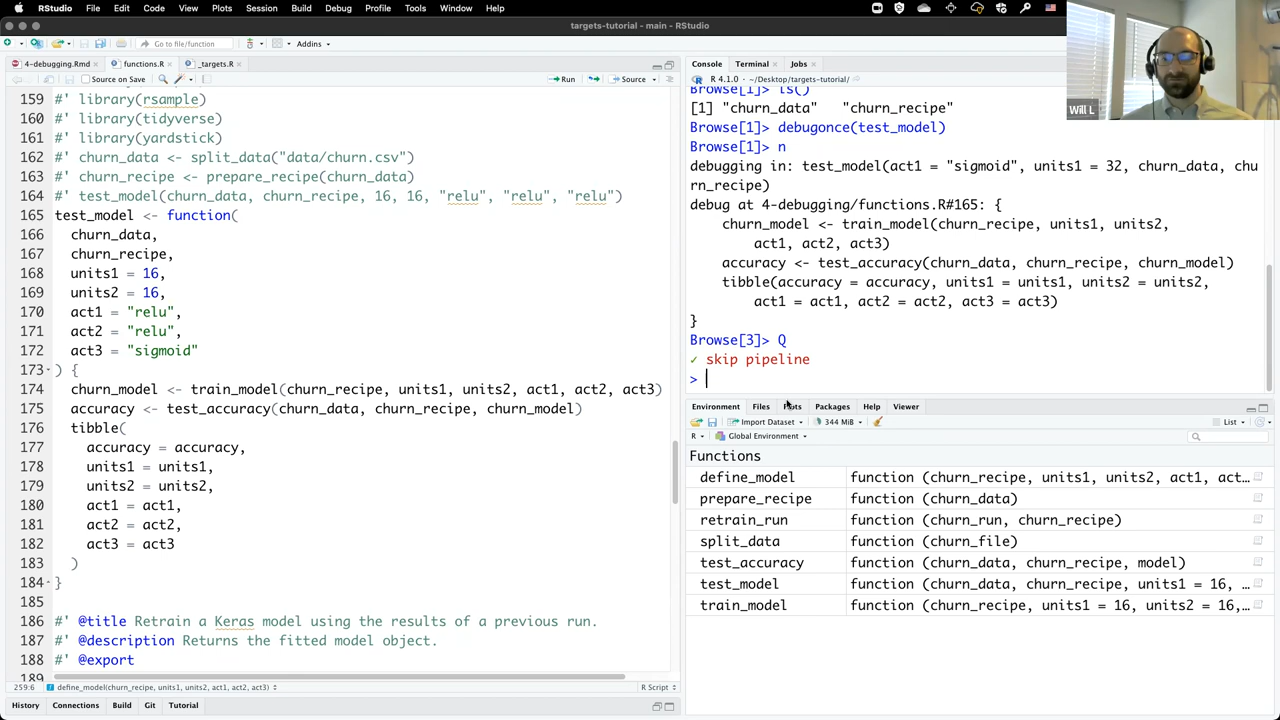 RStudio File Edit Code View Plots Session Build Debug Profile Tools Window Help
targets-tutorial - main - RStudio
Go to file/function Addins
4-debugging.Rmd functions.R _targets.R
Source on Save Run Source
159 #' library(rsample)
160 #' library(tidyverse)
161 #' library(yardstick)
162 #' churn_data <- split_data("data/churn.csv")
163 #' churn_recipe <- prepare_recipe(churn_data)
164 #' test_model(churn_data, churn_recipe, 16, 16, "relu", "relu", "relu")
165 test_model <- function(
166 churn_data,
167 churn_recipe,
168 units1 = 16,
169 units2 = 16,
170 act1 = "relu",
171 act2 = "relu",
172 act3 = "sigmoid"
173 ) {
174 churn_model <- train_model(churn_recipe, units1, units2, act1, act2, act3)
175 accuracy <- test_accuracy(churn_data, churn_recipe, churn_model)
176 tibble(
177 accuracy = accuracy,
178 units1 = units1,
179 units2 = units2,
180 act1 = act1,
181 act2 = act2,
182 act3 = act3
183 )
184 }
185
186 #' @title Retrain a Keras model using the results of a previous run.
187 #' @description Returns the fitted model object.
188 #' @export
189
259:6 define_model(churn_recipe, units1, units2, act1, act2, act3) R Script
History Connections Build Git Tutorial
Console Terminal Jobs
R 4.1.0 · ~/Desktop/targets-tutorial/
Browse[1]> ls()
[1] "churn_data" "churn_recipe"
Browse[1]> debugonce(test_model)
Browse[1]> n
debugging in: test_model(act1 = "sigmoid", units1 = 32, churn_data, chu
rn_recipe)
debug at 4-debugging/functions.R#165: {
churn_model <- train_model(churn_recipe, units1, units2,
act1, act2, act3)
accuracy <- test_accuracy(churn_data, churn_recipe, churn_model)
tibble(accuracy = accuracy, units1 = units1, units2 = units2,
act1 = act1, act2 = act2, act3 = act3)
}
Browse[3]> Q
✓ skip pipeline
>
Environment Files Plots Packages Help Viewer
Import Dataset 344 MiB List
R Global Environment
Functions
define_model function (churn_recipe, units1, units2, act1, act…
prepare_recipe function (churn_data)
retrain_run function (churn_run, churn_recipe)
split_data function (churn_file)
test_accuracy function (churn_data, churn_recipe, model)
test_model function (churn_data, churn_recipe, units1 = 16, …
train_model function (churn_recipe, units1 = 16, units2 = 16,…
Will L